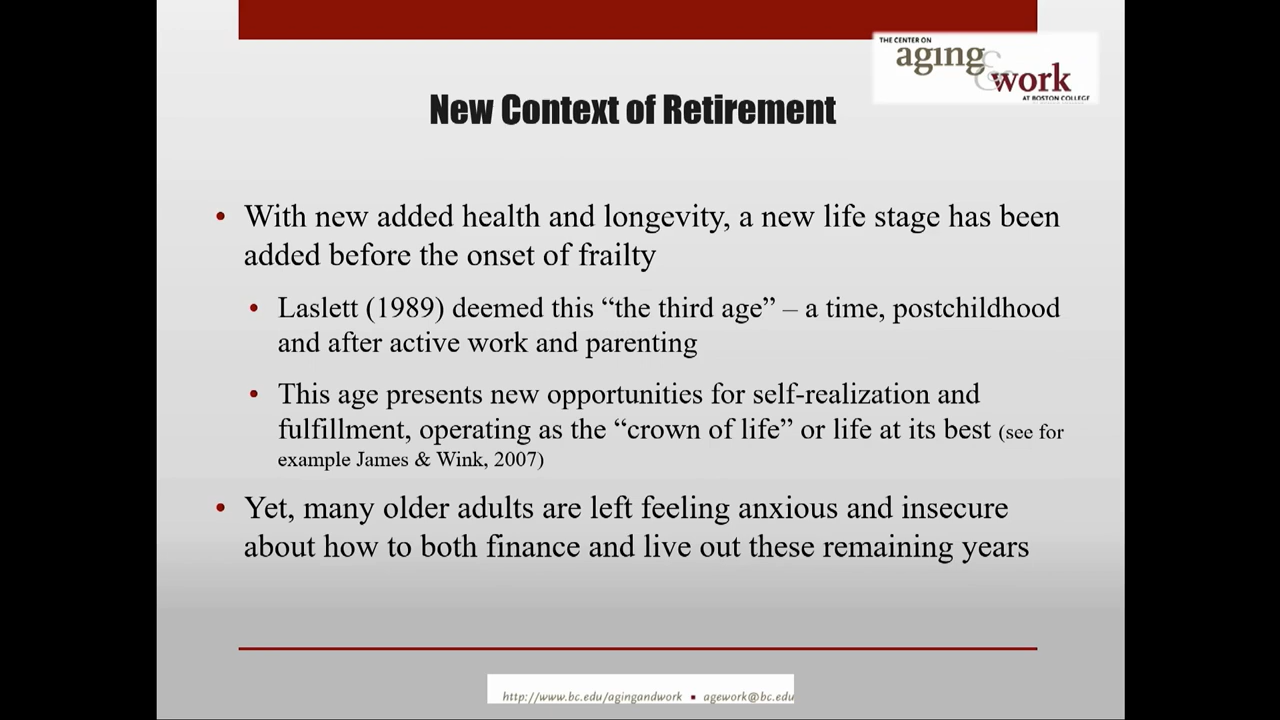 THE CENTER ON
aging & work
AT BOSTON COLLEGE
New Context of Retirement
• With new added health and longevity, a new life stage has been
added before the onset of frailty
• Laslett (1989) deemed this “the third age” – a time, postchildhood
and after active work and parenting
• This age presents new opportunities for self-realization and
fulfillment, operating as the “crown of life” or life at its best (see for
example James & Wink, 2007)
• Yet, many older adults are left feeling anxious and insecure
about how to both finance and live out these remaining years
http://www.bc.edu/agingandwork ▪ agework@bc.edu